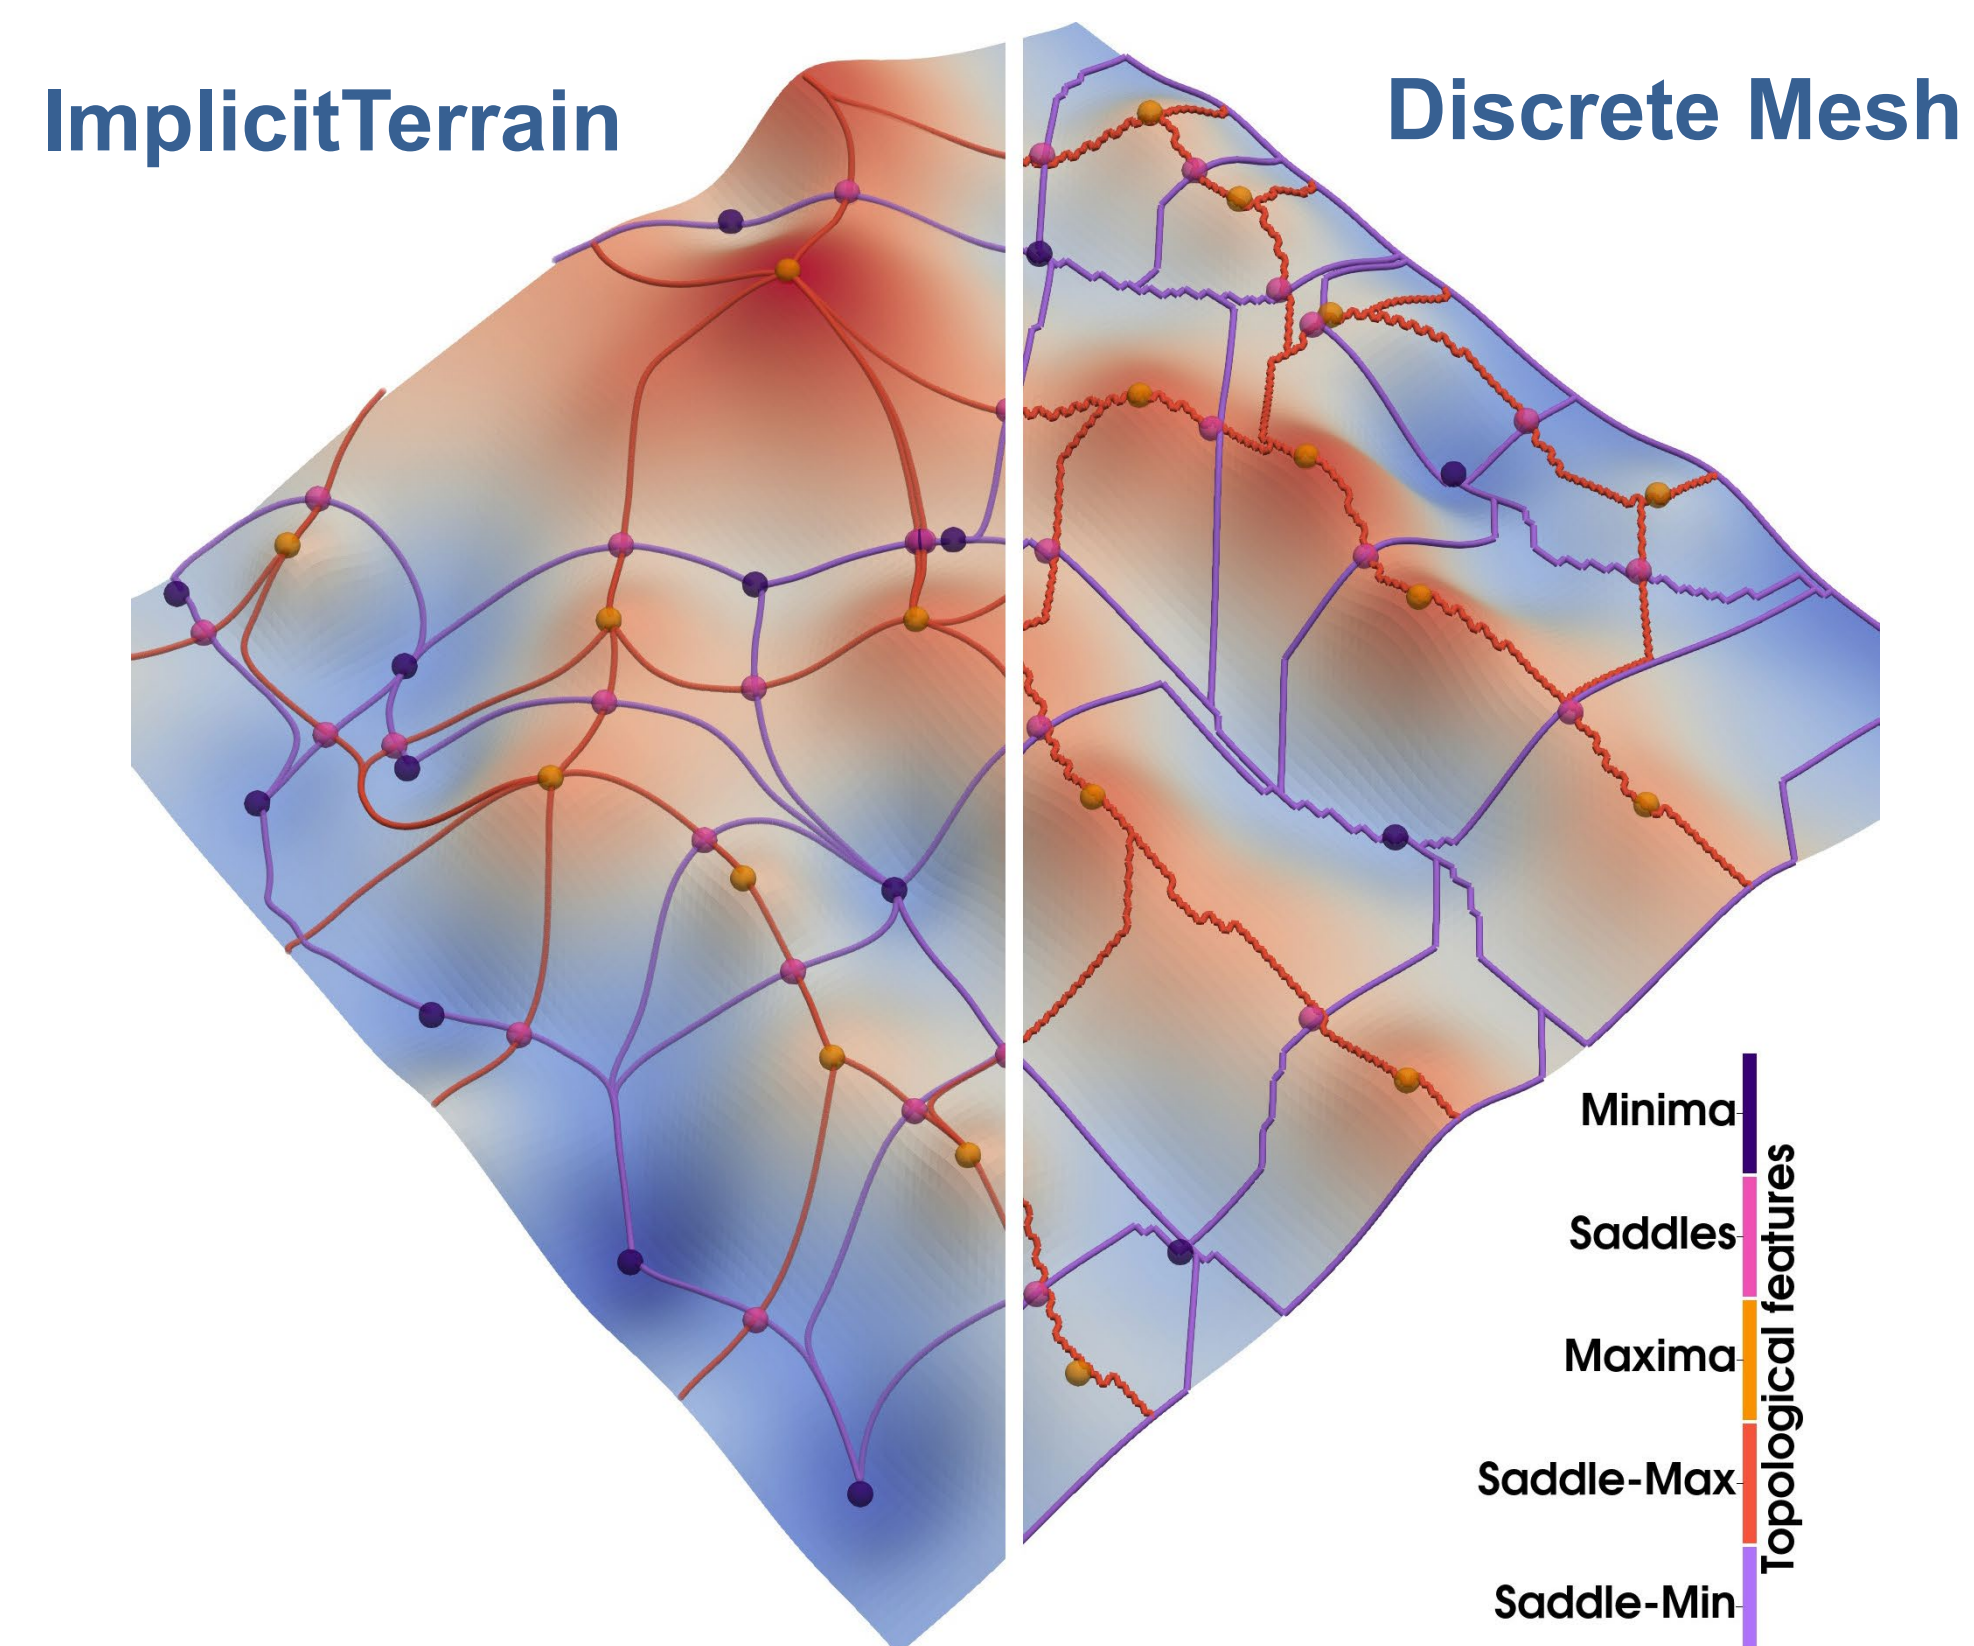 ImplicitTerrain
Discrete Mesh
Minima
Saddles
Maxima
Saddle-Max
Saddle-Min
Topological features